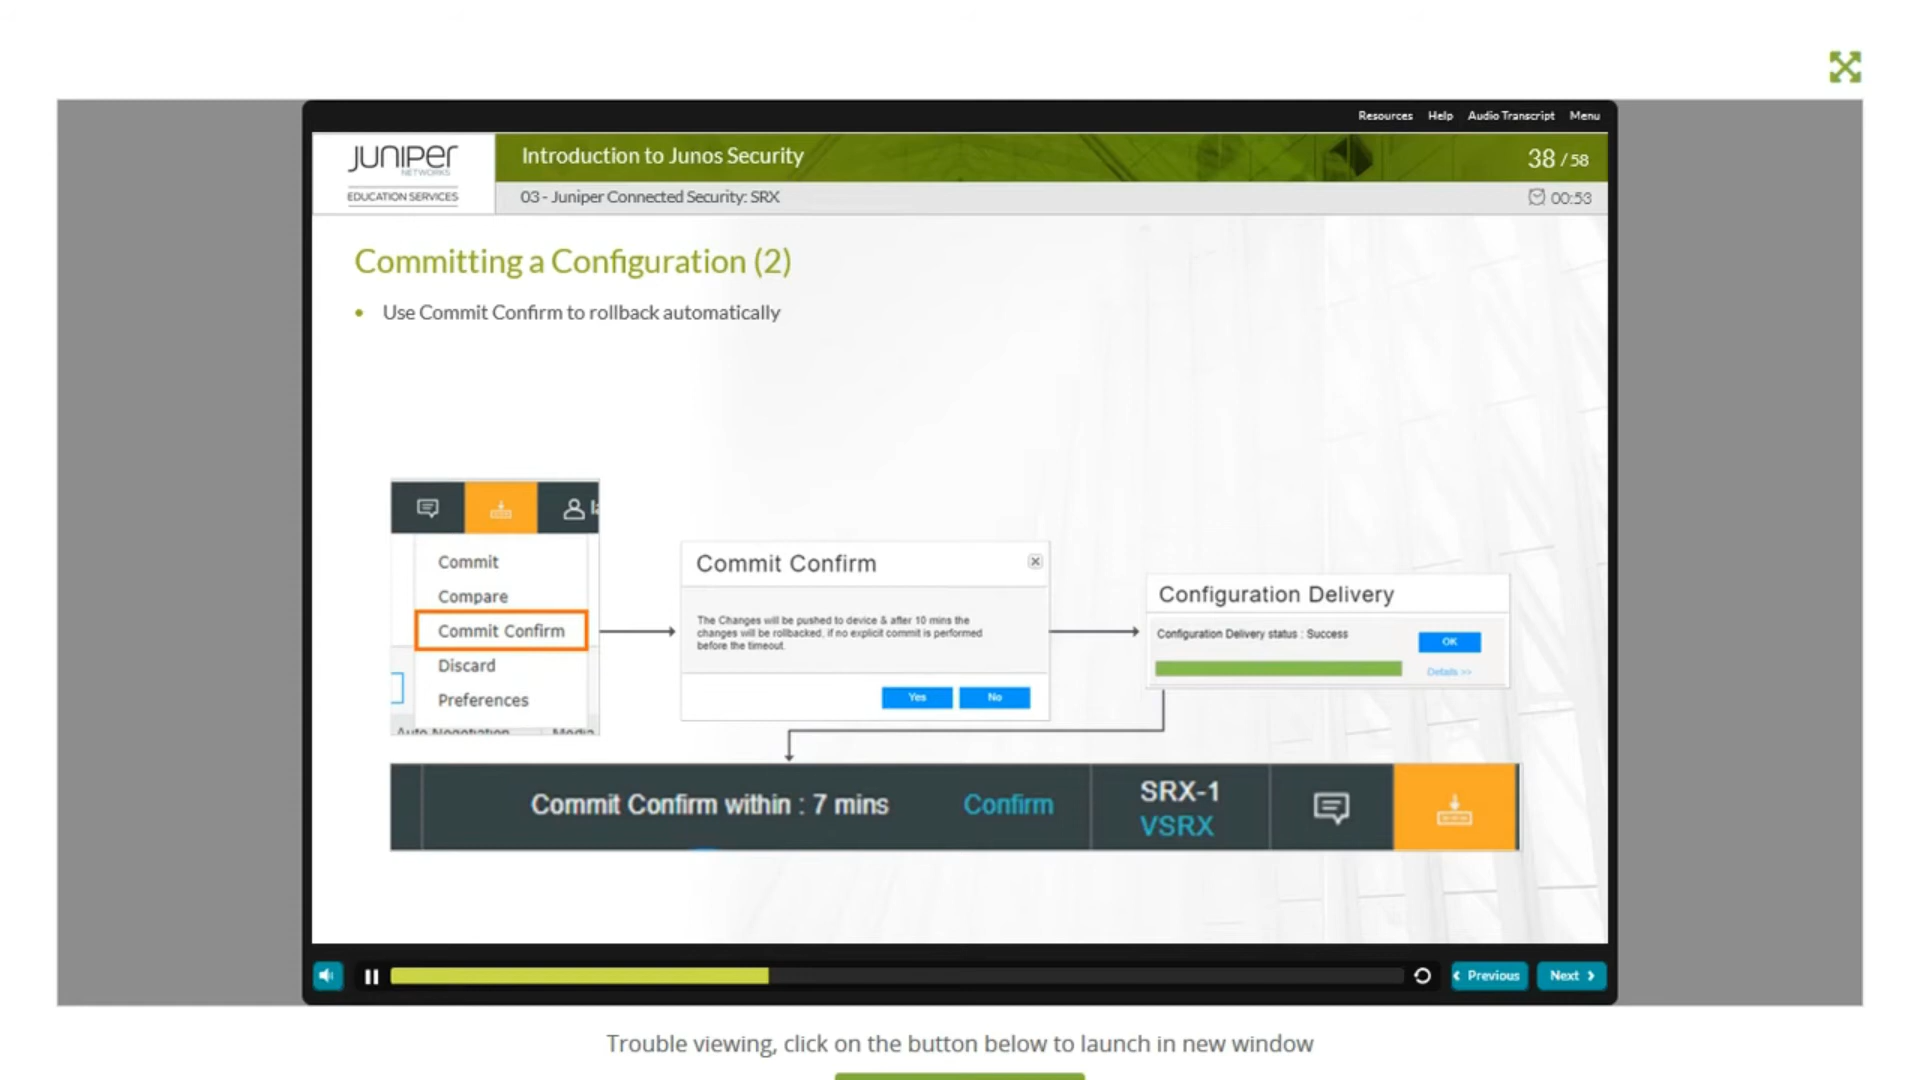 Resources Help Audio Transcript Menu
JUNIPER
NETWORKS
EDUCATION SERVICES
Introduction to Junos Security
38 / 58
03 - Juniper Connected Security: SRX
00:53
Committing a Configuration (2)
• Use Commit Confirm to rollback automatically
Commit
Compare
Commit Confirm
Discard
Preferences
Auto Negotiation Media
Commit Confirm
The Changes will be pushed to device & after 10 mins the
changes will be rollbacked, if no explicit commit is performed
before the timeout.
Yes No
Configuration Delivery
Configuration Delivery status : Success
OK
Details >>
Commit Confirm within : 7 mins Confirm
SRX-1
VSRX
Previous Next
Trouble viewing, click on the button below to launch in new window